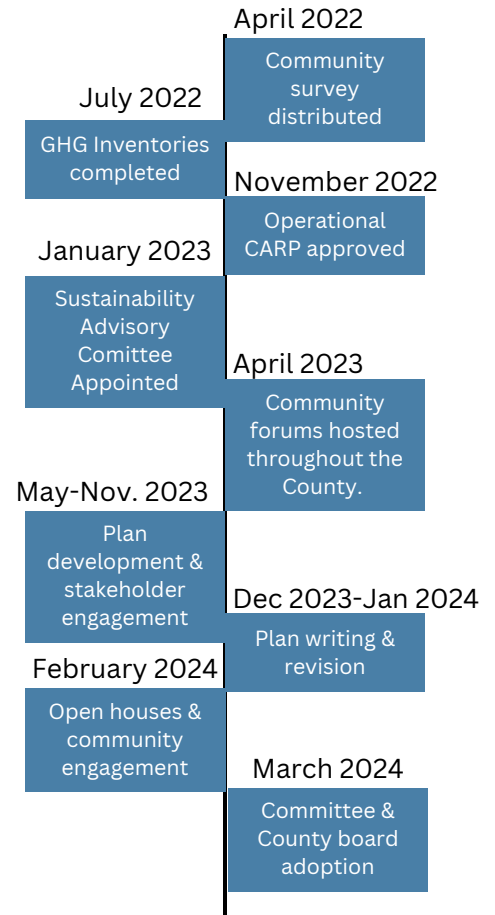 April 2022
Community
survey
distributed
July 2022
GHG Inventories
completed
November 2022
Operational
CARP approved
January 2023
Sustainability
Advisory
Comittee
Appointed
April 2023
Community
forums hosted
throughout the
County.
May-Nov. 2023
Plan
development &
stakeholder
engagement
Dec 2023-Jan 2024
Plan writing &
revision
February 2024
Open houses &
community
engagement
March 2024
Committee &
County board
adoption